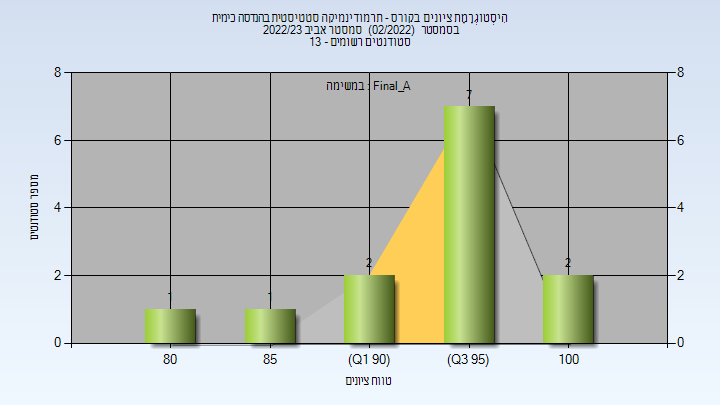 הִיסְטוֹגְרָמַת ציונים בקורס - תרמודינמיקה סטטיסטית בהנדסה כימית
בסמסטר (02/2022) סמסטר אביב 2022/23
סטודנטים רשומים - 13
במשימה : Final_A
8 8
7
6 6
מספר סטודנטים
4 4
2 2
2 2
1 1
0 0
80 85 (Q1 90) (Q3 95) 100
טווח ציונים